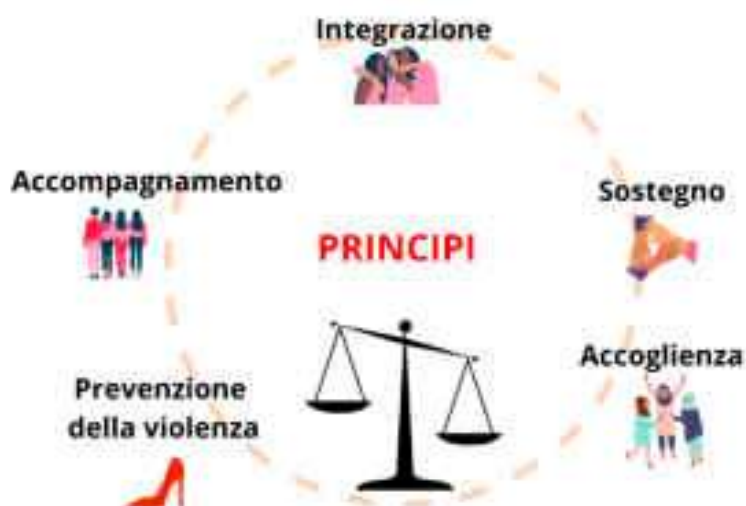 Integrazione
Accompagnamento
Sostegno
PRINCIPI
Accoglienza
Prevenzione
della violenza